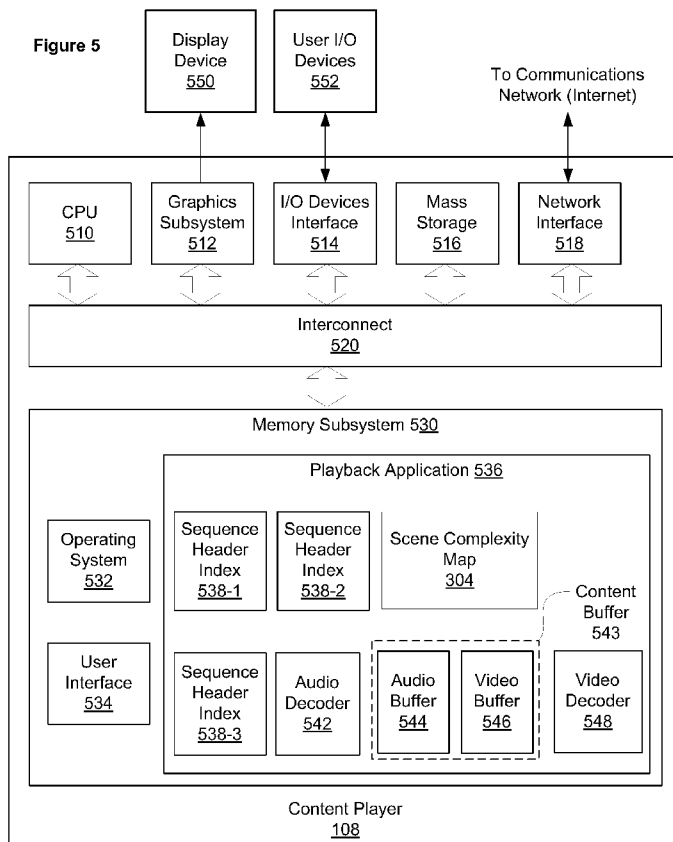 Figure 5
Display
Device
550
User I/O
Devices
552
To Communications
Network (Internet)
CPU
510
Graphics
Subsystem
512
I/O Devices
Interface
514
Mass
Storage
516
Network
Interface
518
Interconnect
520
Memory Subsystem 530
Playback Application 536
Operating
System
532
Sequence
Header
Index
538-1
Sequence
Header
Index
538-2
Scene Complexity
Map
304
Content
Buffer
543
User
Interface
534
Sequence
Header
Index
538-3
Audio
Decoder
542
Audio
Buffer
544
Video
Buffer
546
Video
Decoder
548
Content Player
108